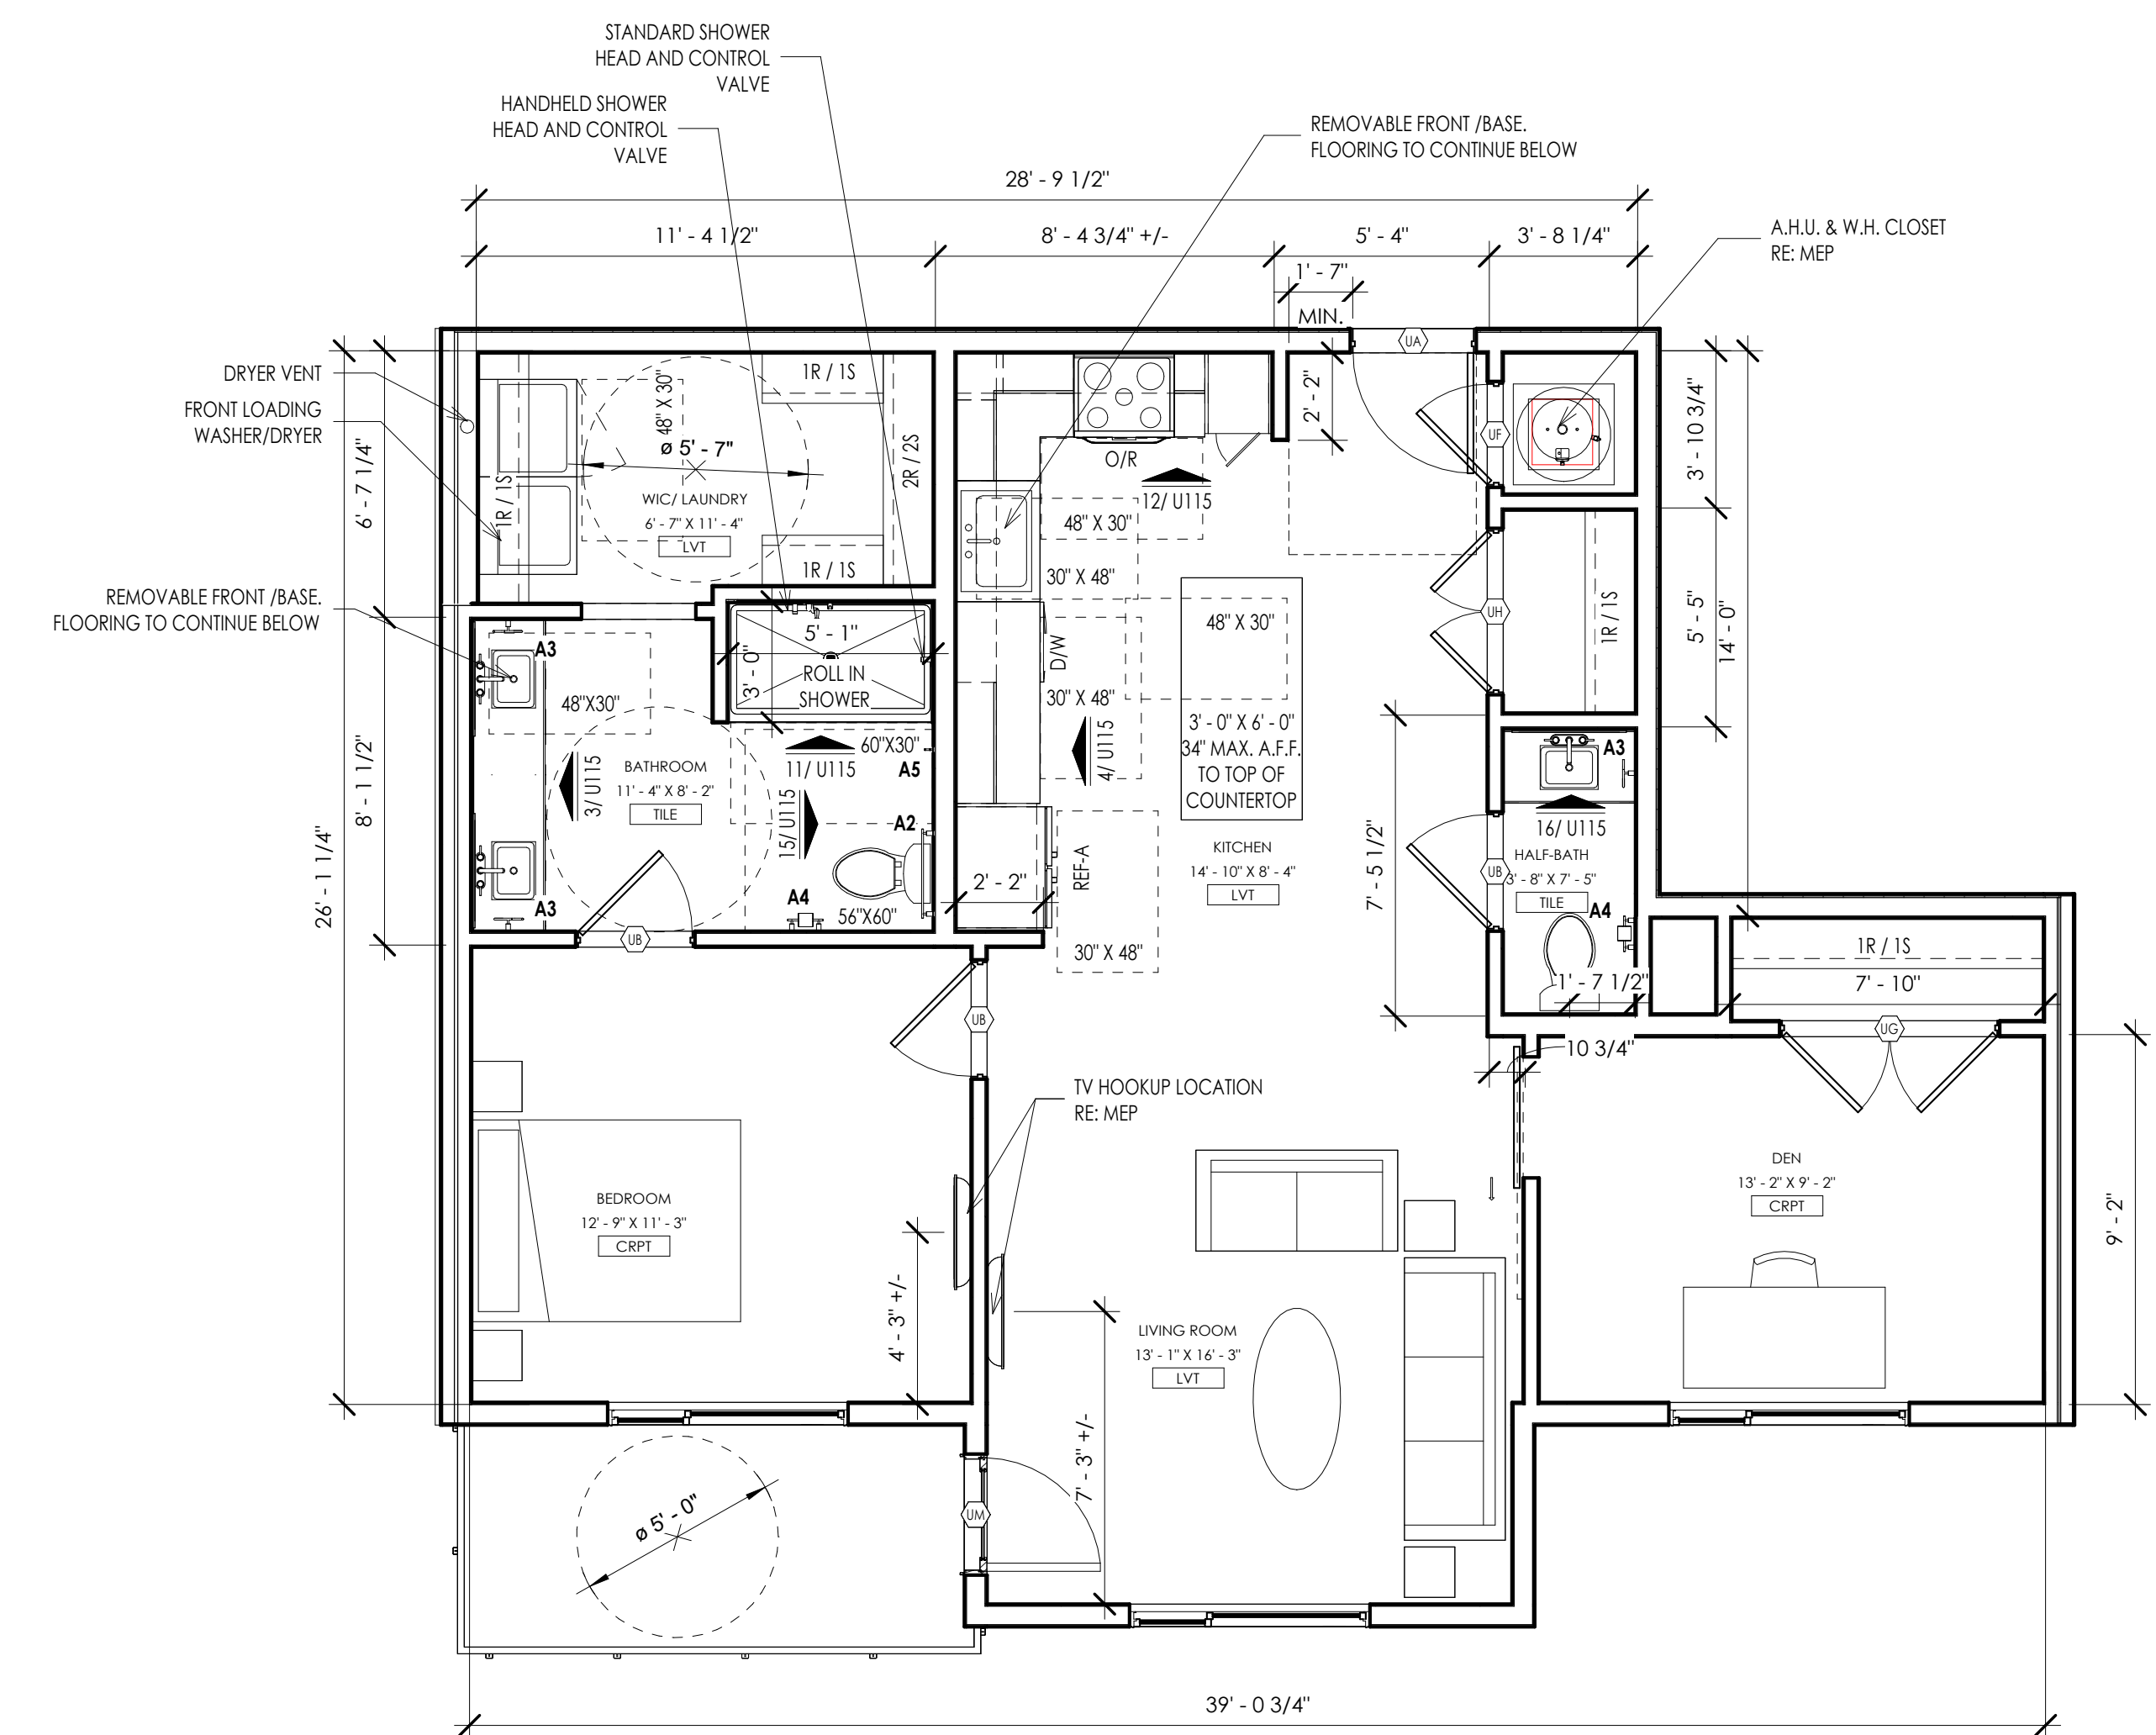 STANDARD SHOWER
HEAD AND CONTROL
VALVE
HANDHELD SHOWER
HEAD AND CONTROL
VALVE
REMOVABLE FRONT /BASE.
FLOORING TO CONTINUE BELOW
28' - 9 1/2"
11' - 4 1/2"
8' - 4 3/4" +/-
5' - 4"
3' - 8 1/4"
A.H.U. & W.H. CLOSET
RE: MEP
1' - 7"
MIN.
UA
DRYER VENT
FRONT LOADING
WASHER/DRYER
6' - 7 1/4"
48" X 30"
1R / 1S
2R / 2S
ø 5' - 7"
1R / 1S
WIC/ LAUNDRY
6' - 7" X 11' - 4"
LVT
1R / 1S
O/R
12/ U115
2' - 2"
UF
3' - 10 3/4"
48" X 30"
30" X 48"
REMOVABLE FRONT /BASE.
FLOORING TO CONTINUE BELOW
A3
48"X30"
5' - 1"
3' - 0"
ROLL IN
SHOWER
D/W
30" X 48"
4/ U115
48" X 30"
3' - 0" X 6' - 0"
34" MAX. A.F.F.
TO TOP OF
COUNTERTOP
UH
1R / 1S
5' - 5"
14' - 0"
8' - 1 1/2"
26' - 1 1/4"
3/ U115
BATHROOM
11' - 4" X 8' - 2"
TILE
11/ U115
60"X30"
A5
15/ U115
A2
A4
56"X60"
A3
UB
2' - 2"
REF-A
30" X 48"
KITCHEN
14' - 10" X 8' - 4"
LVT
7' - 5 1/2"
A3
16/ U115
HALF-BATH
3' - 8" X 7' - 5"
TILE
UB
A4
1' - 7 1/2"
1R / 1S
7' - 10"
UG
10 3/4"
UB
TV HOOKUP LOCATION
RE: MEP
BEDROOM
12' - 9" X 11' - 3"
CRPT
4' - 3" +/-
DEN
13' - 2" X 9' - 2"
CRPT
9' - 2"
LIVING ROOM
13' - 1" X 16' - 3"
LVT
7' - 3" +/-
UM
ø 5' - 0"
39' - 0 3/4"